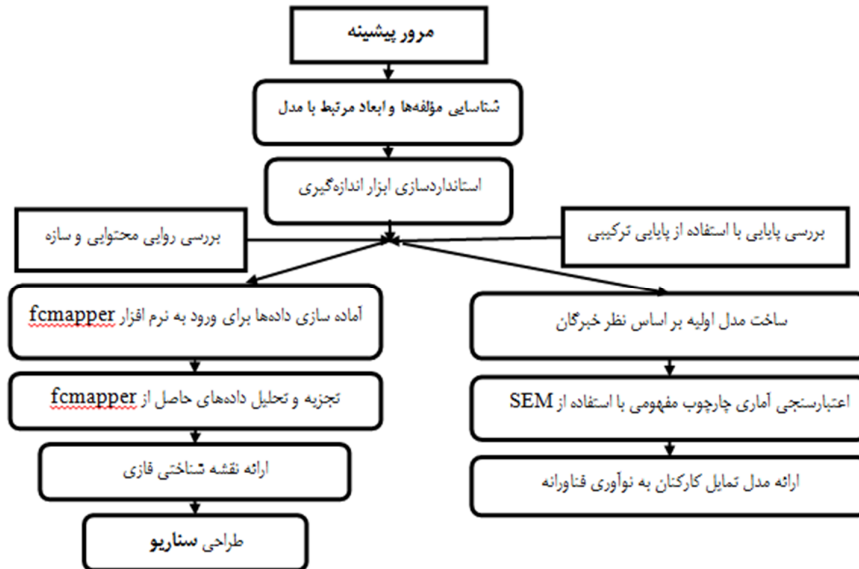 مرور پیشینه
شناسایی مؤلفه‌ها و ابعاد مرتبط با مدل
استانداردسازی ابزار اندازه‌گیری
بررسی پایایی با استفاده از پایایی ترکیبی
بررسی روایی محتوایی و سازه
ساخت مدل اولیه بر اساس نظر خبرگان
اعتبارسنجی آماری چارچوب مفهومی با استفاده از SEM
ارائه مدل تمایل کارکنان به نوآوری فناورانه
آماده سازی داده‌ها برای ورود به نرم افزار fcmapper
تجزیه و تحلیل داده‌های حاصل از fcmapper
ارائه نقشه شناختی فازی
طراحی سناریو